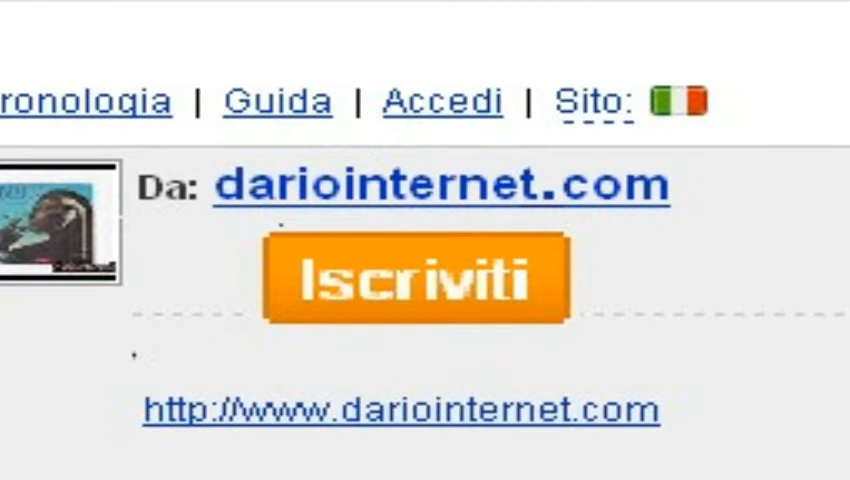 ronologia | Guida | Accedi | Sito:
Da: dariointernet.com
Iscriviti
http://www.dariointernet.com